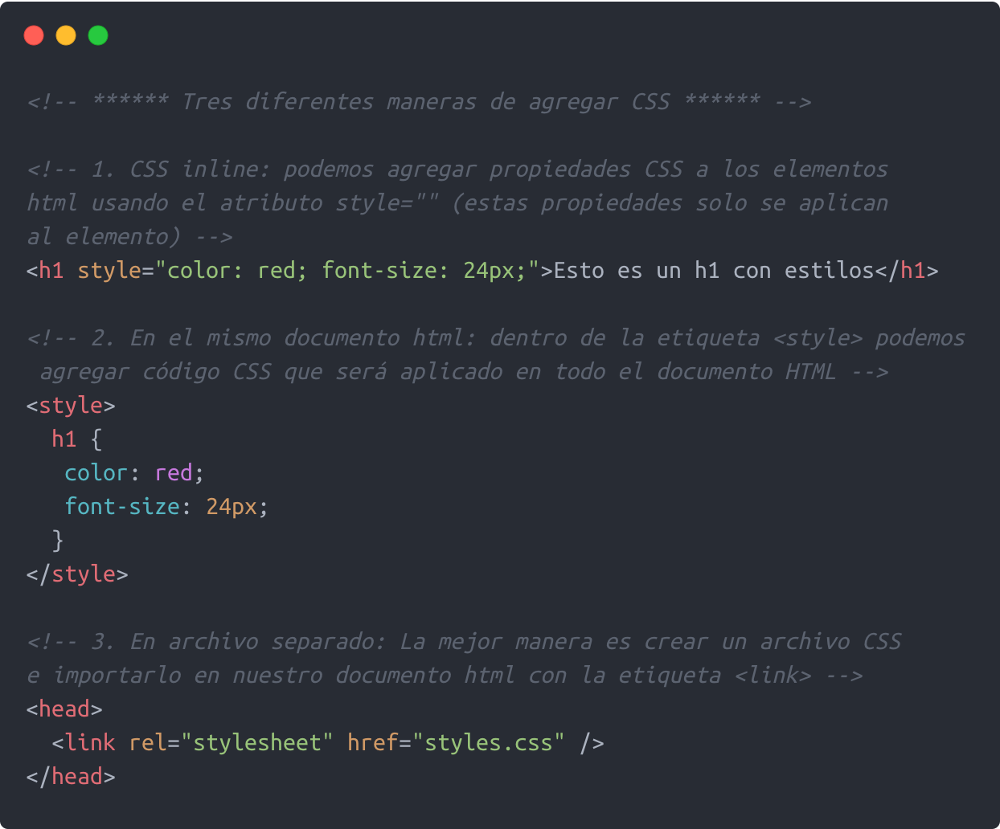 <!-- ****** Tres diferentes maneras de agregar CSS ****** -->
<!-- 1. CSS inline: podemos agregar propiedades CSS a los elementos
html usando el atributo style="" (estas propiedades solo se aplican
al elemento) -->
<h1 style="color: red; font-size: 24px;">Esto es un h1 con estilos</h1>
<!-- 2. En el mismo documento html: dentro de la etiqueta <style> podemos
 agregar código CSS que será aplicado en todo el documento HTML -->
<style>
  h1 {
   color: red;
   font-size: 24px;
  }
</style>
<!-- 3. En archivo separado: La mejor manera es crear un archivo CSS
e importarlo en nuestro documento html con la etiqueta <link> -->
<head>
  <link rel="stylesheet" href="styles.css" />
</head>